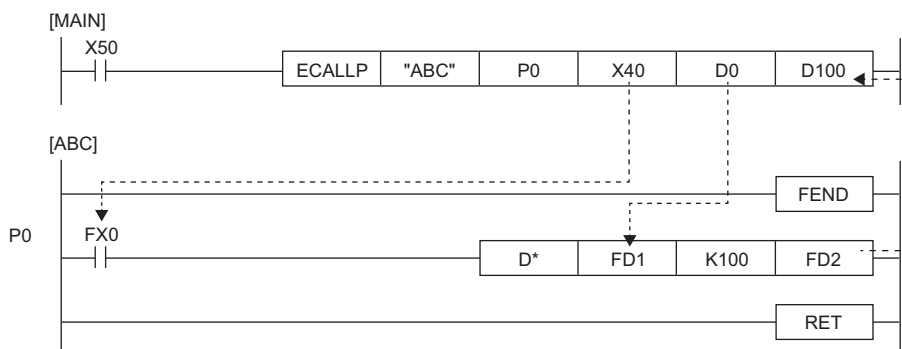 [MAIN]
X50
ECALLP "ABC" P0 X40 D0 D100
[ABC]
FEND
P0 FX0
D* FD1 K100 FD2
RET